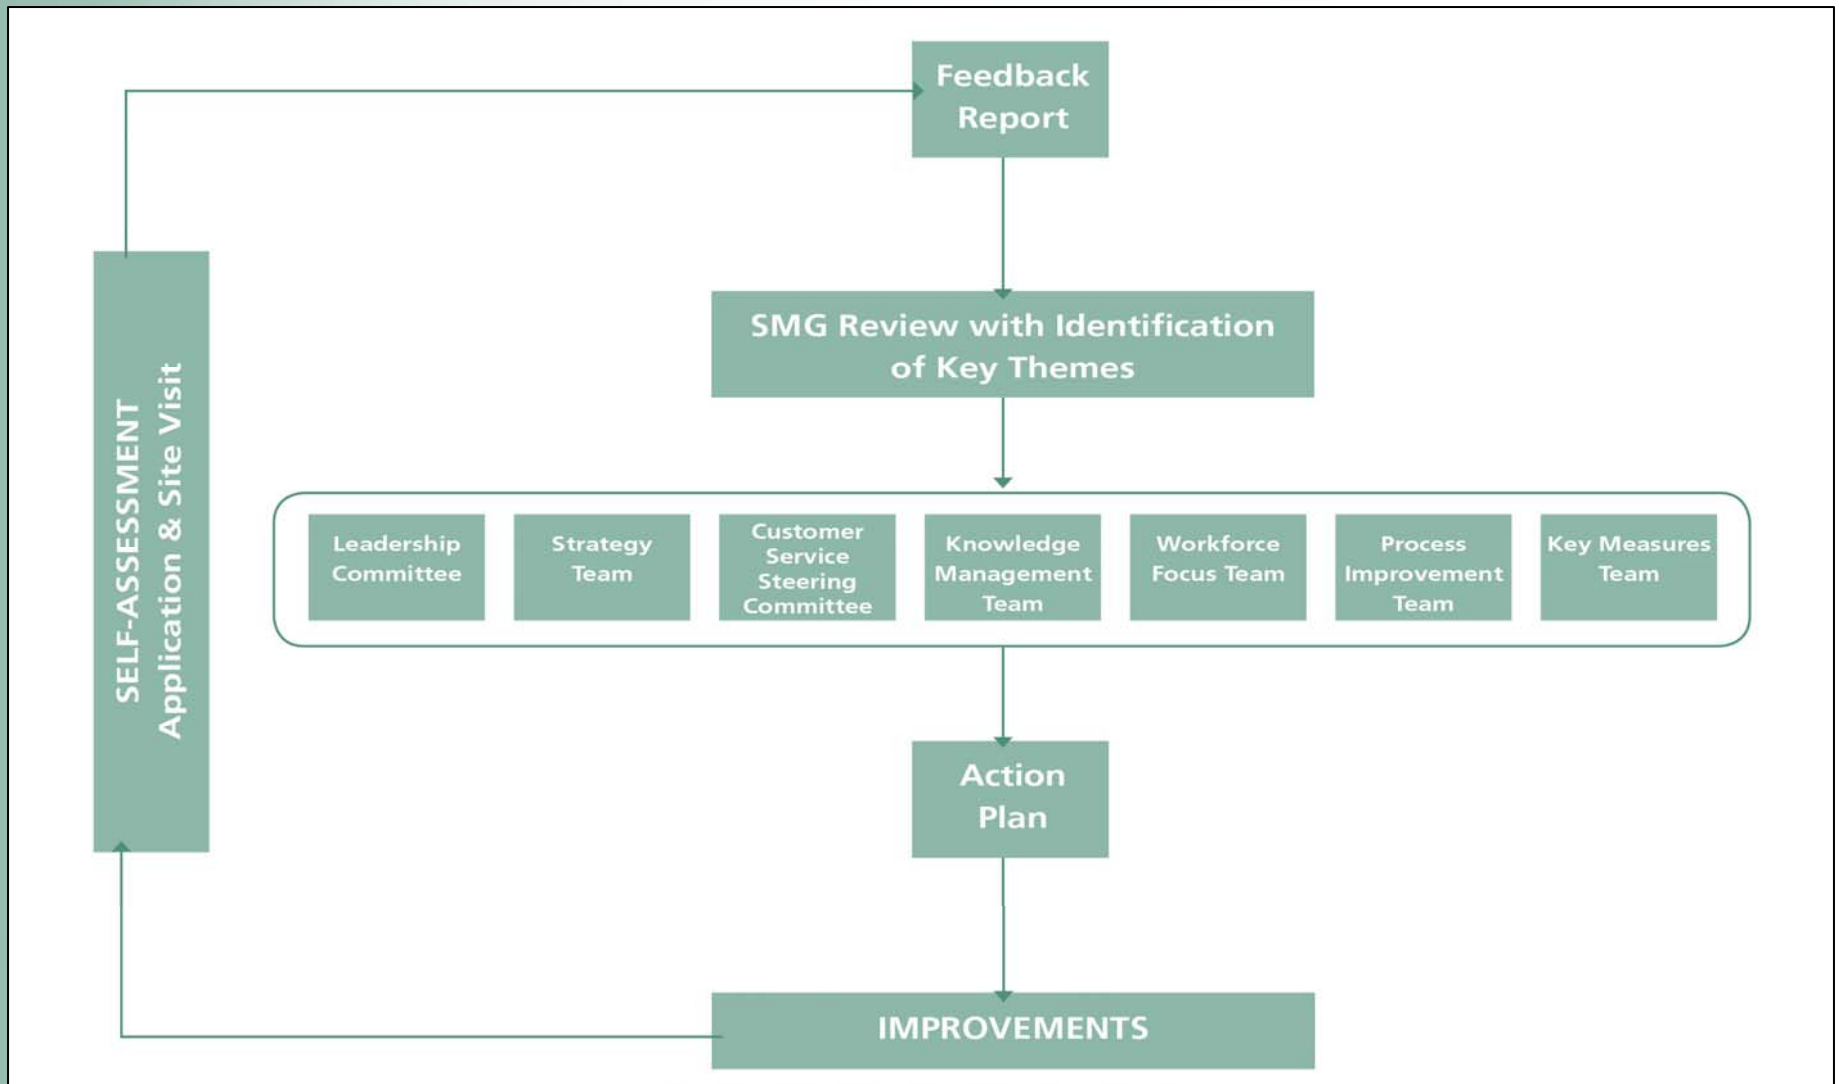 Feedback
Report
SMG Review with Identification
of Key Themes
SELF-ASSESSMENT
Application & Site Visit
Leadership
Committee
Strategy
Team
Customer
Service
Steering
Committee
Knowledge
Management
Team
Workforce
Focus Team
Process
Improvement
Team
Key Measures
Team
Action
Plan
IMPROVEMENTS